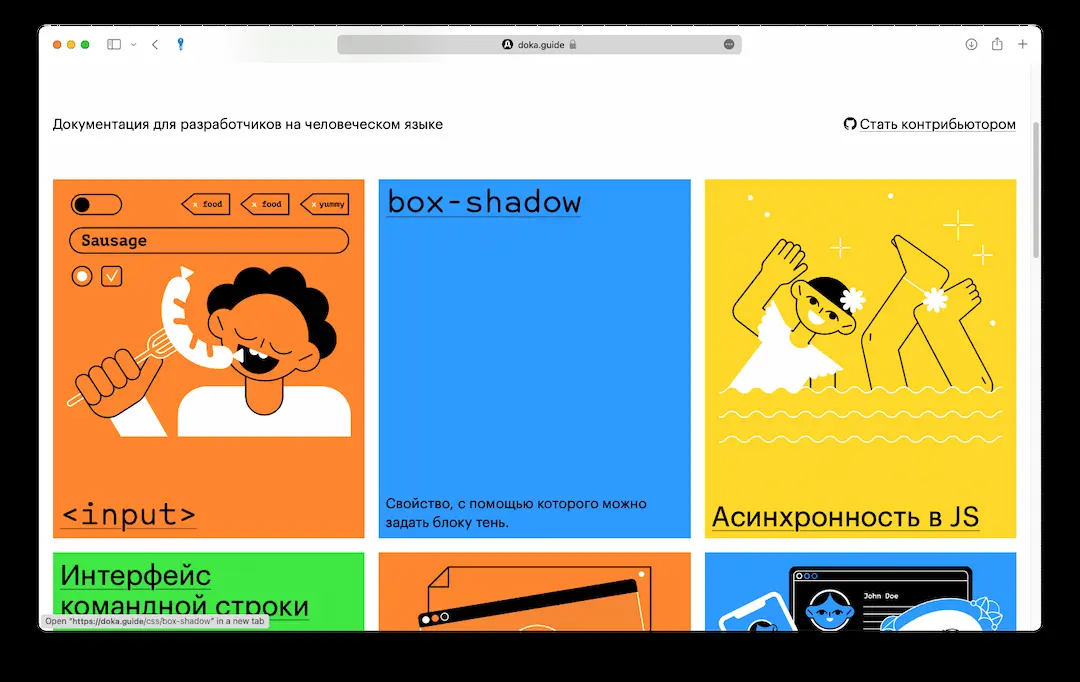 doka.guide
Документация для разработчиков на человеческом языке
Стать контрибьютором
x food
x food
x yummy
Sausage
<input>
box-shadow
Свойство, с помощью которого можно
задать блоку тень.
Асинхронность в JS
Интерфейс
командной строки
John Doe
Open "https://doka.guide/css/box-shadow" in a new tab